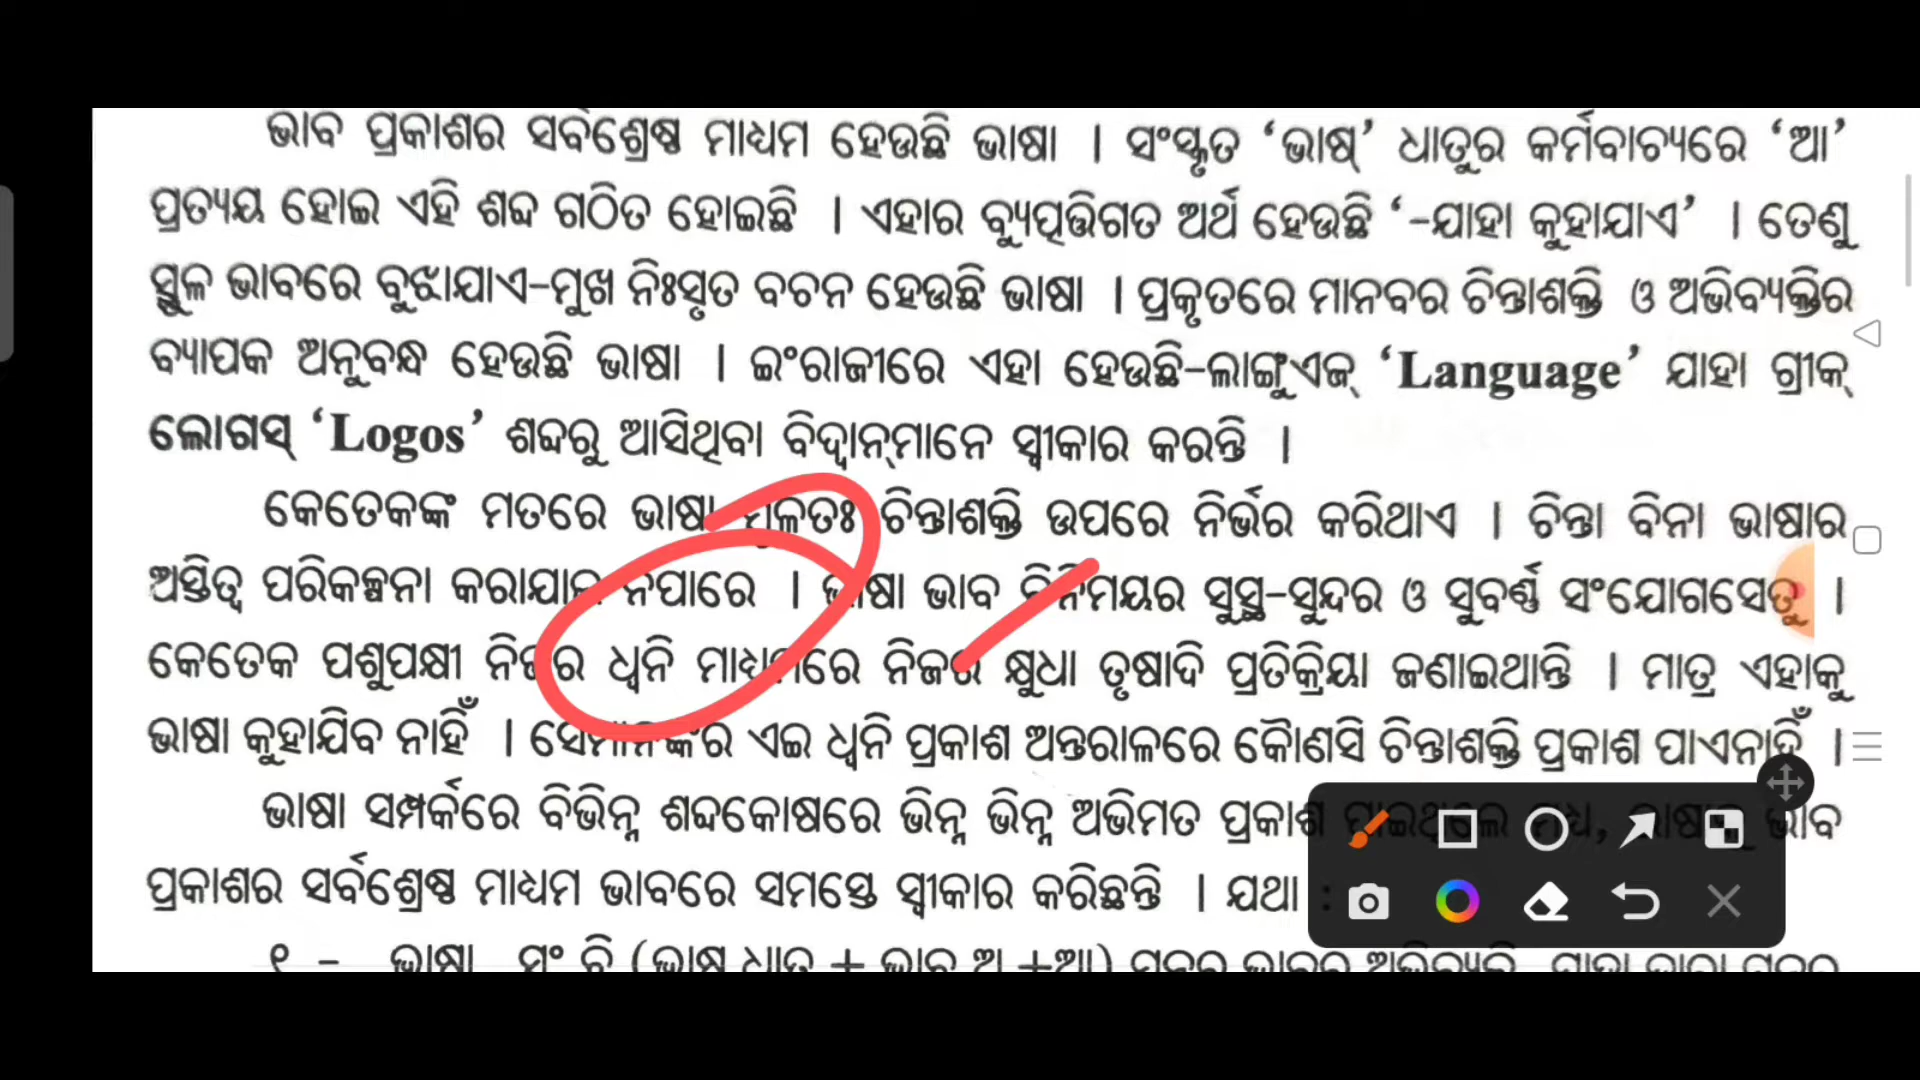 ଭାବ ପ୍ରକାଶର ସର୍ବଶ୍ରେଷ୍ଠ ମାଧ୍ୟମ ହେଉଛି ଭାଷା । ସଂସ୍କୃତ ‘ଭାଷ୍’ ଧାତୁର କର୍ମବାଚ୍ୟରେ ‘ଆ’
ପ୍ରତ୍ୟୟ ହୋଇ ଏହି ଶବ୍ଦ ଗଠିତ ହୋଇଛି । ଏହାର ବ୍ୟୁତ୍ପତ୍ତିଗତ ଅର୍ଥ ହେଉଛି ‘-ଯାହା କୁହାଯାଏ’ । ତେଣୁ
ସ୍ଥୂଳ ଭାବରେ ବୁଝାଯାଏ-ମୁଖ ନିଃସୃତ ବଚନ ହେଉଛି ଭାଷା । ପ୍ରକୃତରେ ମାନବର ଚିନ୍ତାଶକ୍ତି ଓ ଅଭିବ୍ୟକ୍ତିର
ବ୍ୟାପକ ଅନୁବନ୍ଧ ହେଉଛି ଭାଷା । ଇଂରାଜୀରେ ଏହା ହେଉଛି-ଲାଙ୍ଗୁଏଜ୍ ‘Language’ ଯାହା ଗ୍ରୀକ୍
ଲୋଗସ୍ ‘Logos’ ଶବ୍ଦରୁ ଆସିଥିବା ବିଦ୍ୱାନ୍‌ମାନେ ସ୍ୱୀକାର କରନ୍ତି ।
କେତେକଙ୍କ ମତରେ ଭାଷା ମୂଳତଃ ଚିନ୍ତାଶକ୍ତି ଉପରେ ନିର୍ଭର କରିଥାଏ । ଚିନ୍ତା ବିନା ଭାଷାର
ଅସ୍ତିତ୍ୱ ପରିକଳ୍ପନା କରାଯାଇ ନପାରେ । ଭାଷା ଭାବ ବିନିମୟର ସୁସ୍ଥ-ସୁନ୍ଦର ଓ ସୁବର୍ଣ୍ଣ ସଂଯୋଗସେତୁ ।
କେତେକ ପଶୁପକ୍ଷୀ ନିଜର ଧ୍ୱନି ମାଧ୍ୟମରେ ନିଜର କ୍ଷୁଧା ତୃଷାଦି ପ୍ରତିକ୍ରିୟା ଜଣାଇଥାନ୍ତି । ମାତ୍ର ଏହାକୁ
ଭାଷା କୁହାଯିବ ନାହିଁ । ସେମାନଙ୍କର ଏଇ ଧ୍ୱନି ପ୍ରକାଶ ଅନ୍ତରାଳରେ କୌଣସି ଚିନ୍ତାଶକ୍ତି ପ୍ରକାଶ ପାଏନାହିଁ ।
ଭାଷା ସମ୍ପର୍କରେ ବିଭିନ୍ନ ଶବ୍ଦକୋଷରେ ଭିନ୍ନ ଭିନ୍ନ ଅଭିମତ ପ୍ରକାଶ ପାଇଥିଲେ ମଧ୍ୟ, ଭାଷାକୁ ଭାବ
ପ୍ରକାଶର ସର୍ବଶ୍ରେଷ୍ଠ ମାଧ୍ୟମ ଭାବରେ ସମସ୍ତେ ସ୍ୱୀକାର କରିଛନ୍ତି । ଯଥା :
୧ - ଭାଷା